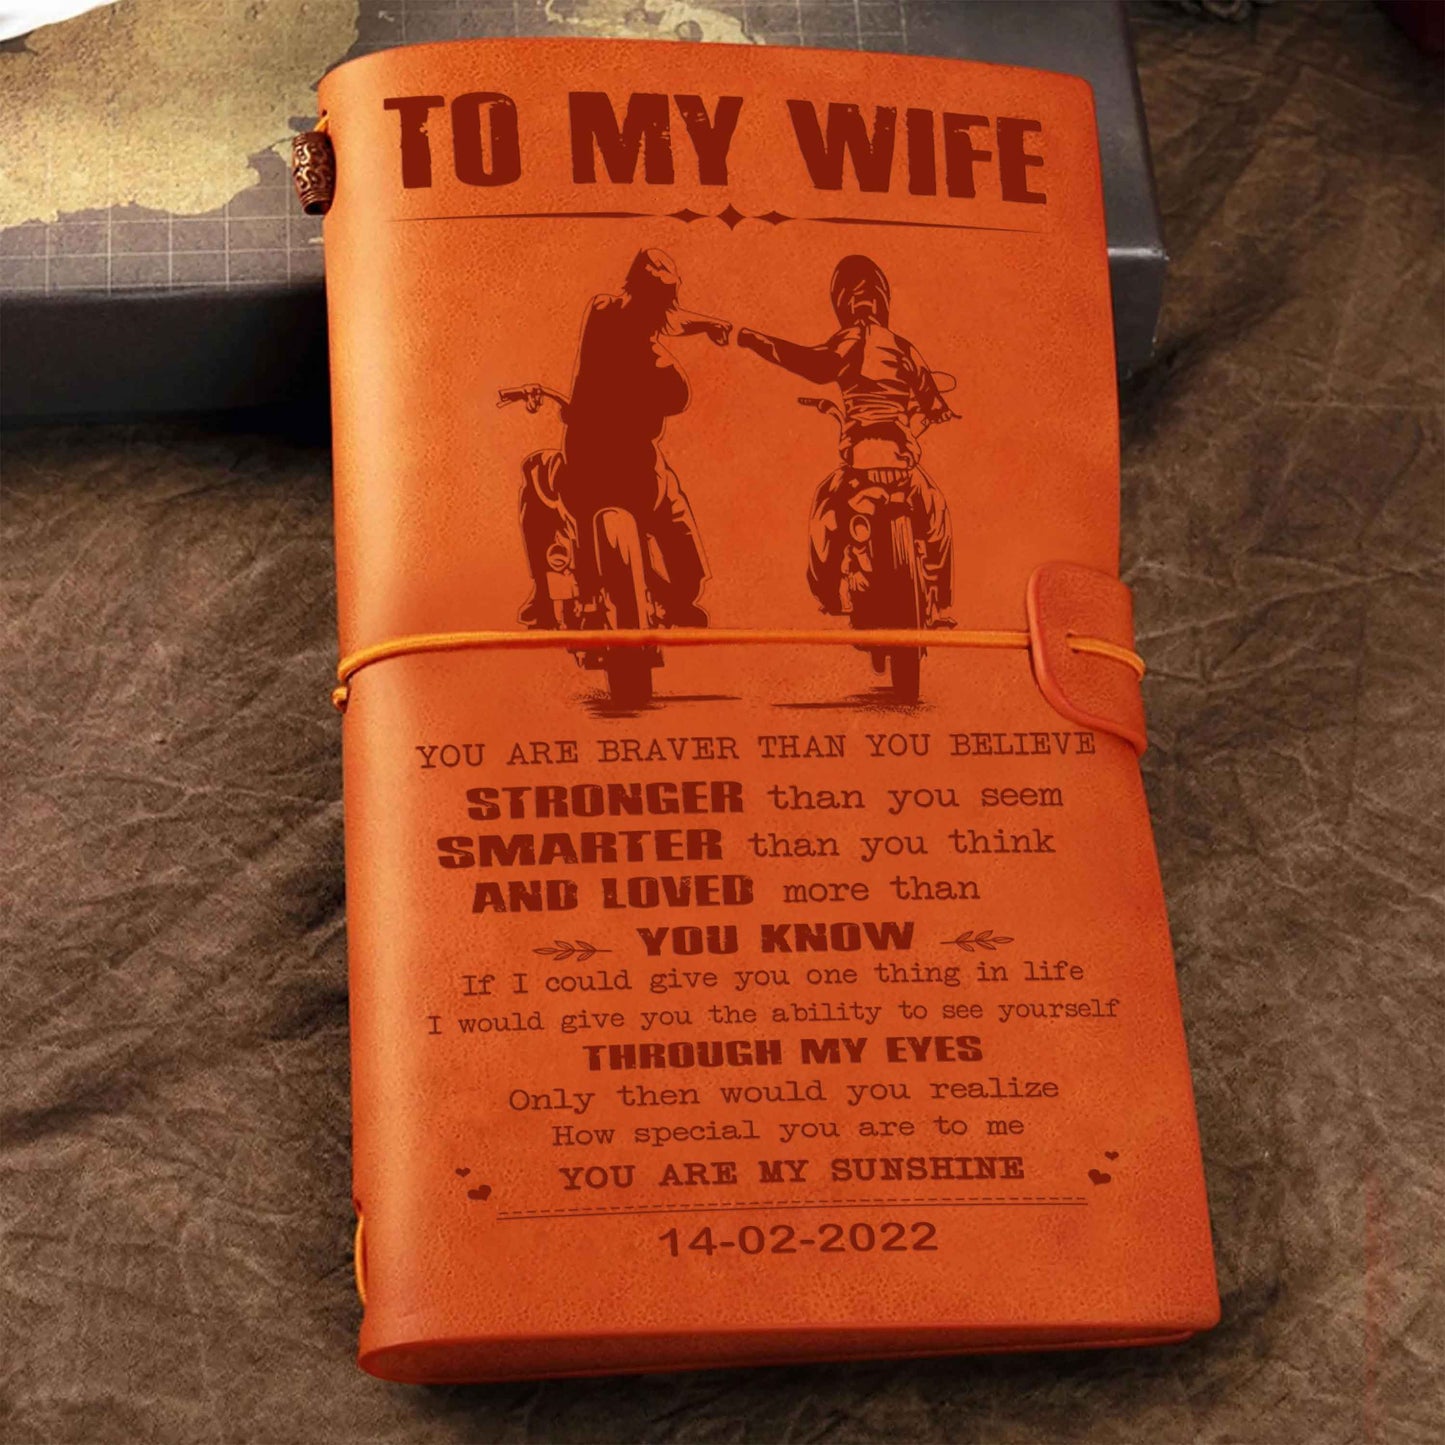 TO MY WIFE
YOU ARE BRAVER THAN YOU BELIEVE
STRONGER than you seem
SMARTER than you think
AND LOVED more than
YOU KNOW
If I could give you one thing in life
I would give you the ability to see yourself
THROUGH MY EYES
Only then would you realize
How special you are to me
YOU ARE MY SUNSHINE
14-02-2022